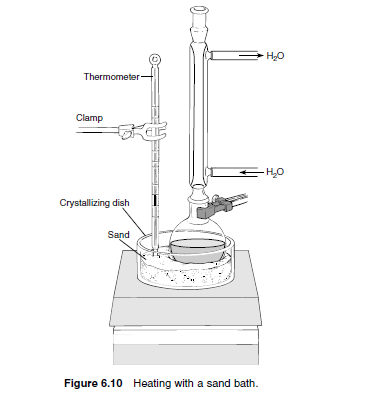 H₂O
Thermometer
Clamp
H₂O
Crystallizing dish
Sand
Figure 6.10 Heating with a sand bath.